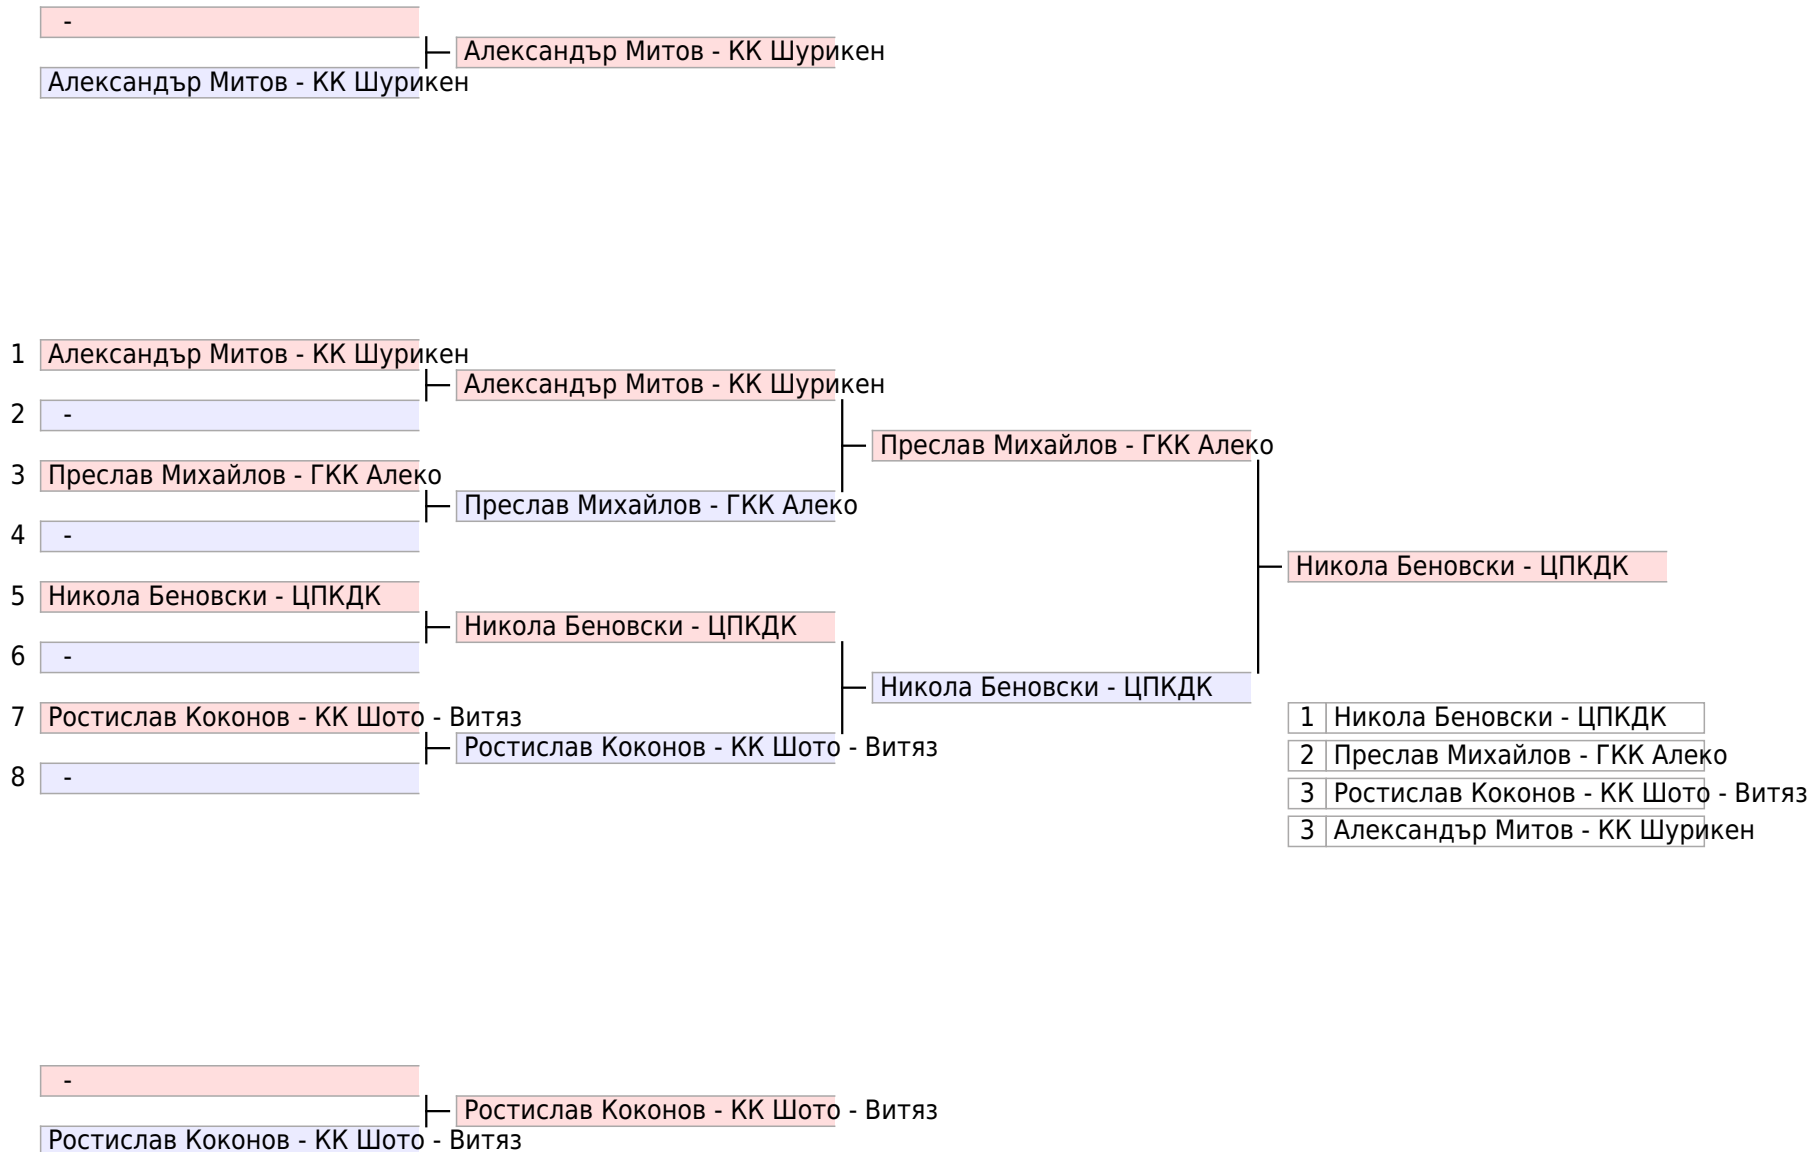 -
Александър Митов - КК Шурикен
Александър Митов - КК Шурикен
1 Александър Митов - КК Шурикен
Александър Митов - КК Шурикен
2 -
Преслав Михайлов - ГКК Алеко
3 Преслав Михайлов - ГКК Алеко
Преслав Михайлов - ГКК Алеко
4 -
Никола Беновски - ЦПКДК
5 Никола Беновски - ЦПКДК
Никола Беновски - ЦПКДК
6 -
Никола Беновски - ЦПКДК
7 Ростислав Коконов - КК Шото - Витяз
Ростислав Коконов - КК Шото - Витяз
8 -
1 Никола Беновски - ЦПКДК
2 Преслав Михайлов - ГКК Алеко
3 Ростислав Коконов - КК Шото - Витяз
3 Александър Митов - КК Шурикен
-
Ростислав Коконов - КК Шото - Витяз
Ростислав Коконов - КК Шото - Витяз